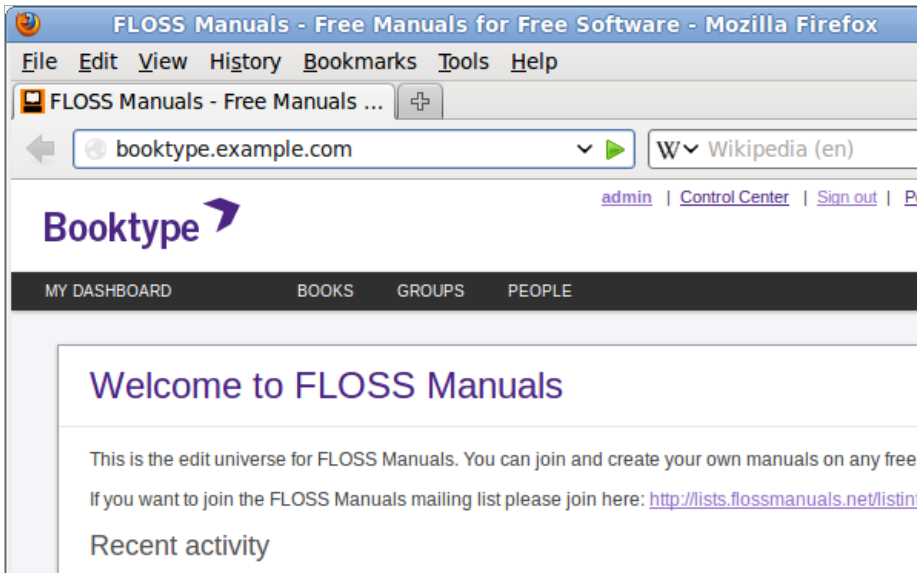 FLOSS Manuals - Free Manuals for Free Software - Mozilla Firefox
File Edit View History Bookmarks Tools Help
FLOSS Manuals - Free Manuals ...
booktype.example.com W Wikipedia (en)
admin | Control Center | Sign out |
Booktype
MY DASHBOARD BOOKS GROUPS PEOPLE
Welcome to FLOSS Manuals
This is the edit universe for FLOSS Manuals. You can join and create your own manuals on any free
If you want to join the FLOSS Manuals mailing list please join here: http://lists.flossmanuals.net/listin
Recent activity